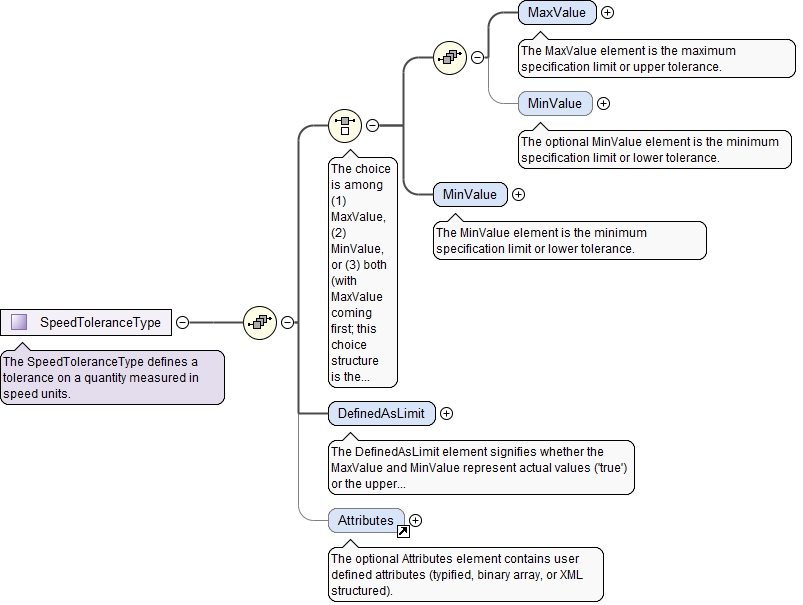 MaxValue
The MaxValue element is the maximum
specification limit or upper tolerance.
MinValue
The optional MinValue element is the minimum
specification limit or lower tolerance.
The choice
is among
(1)
MaxValue,
(2)
MinValue,
or (3) both
(with
MaxValue
coming
first; this
choice
structure
is the...
MinValue
The MinValue element is the minimum
specification limit or lower tolerance.
SpeedToleranceType
The SpeedToleranceType defines a
tolerance on a quantity measured in
speed units.
DefinedAsLimit
The DefinedAsLimit element signifies whether the
MaxValue and MinValue represent actual values ('true')
or the upper...
Attributes
The optional Attributes element contains user
defined attributes (typified, binary array, or XML
structured).